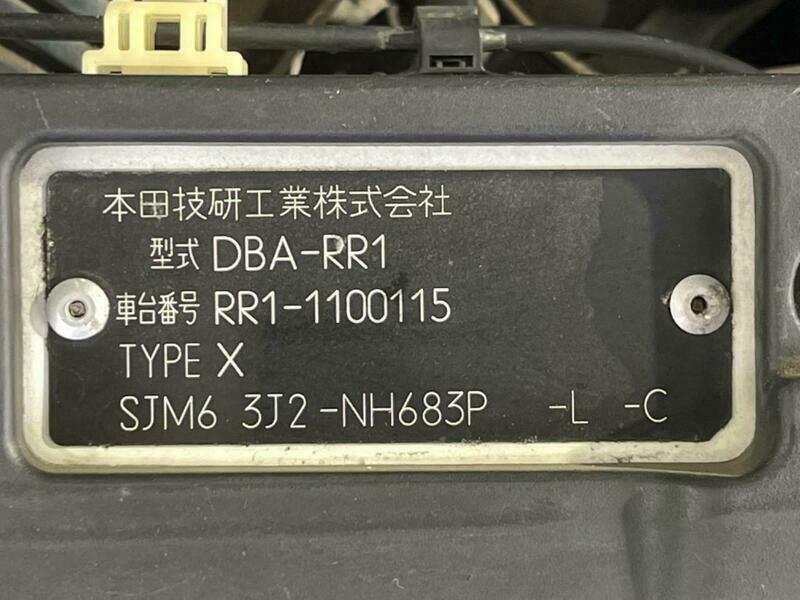 本田技研工業株式会社
型式 DBA-RR1
車台番号 RR1-1100115
TYPE X
SJM6 3J2-NH683P -L -C